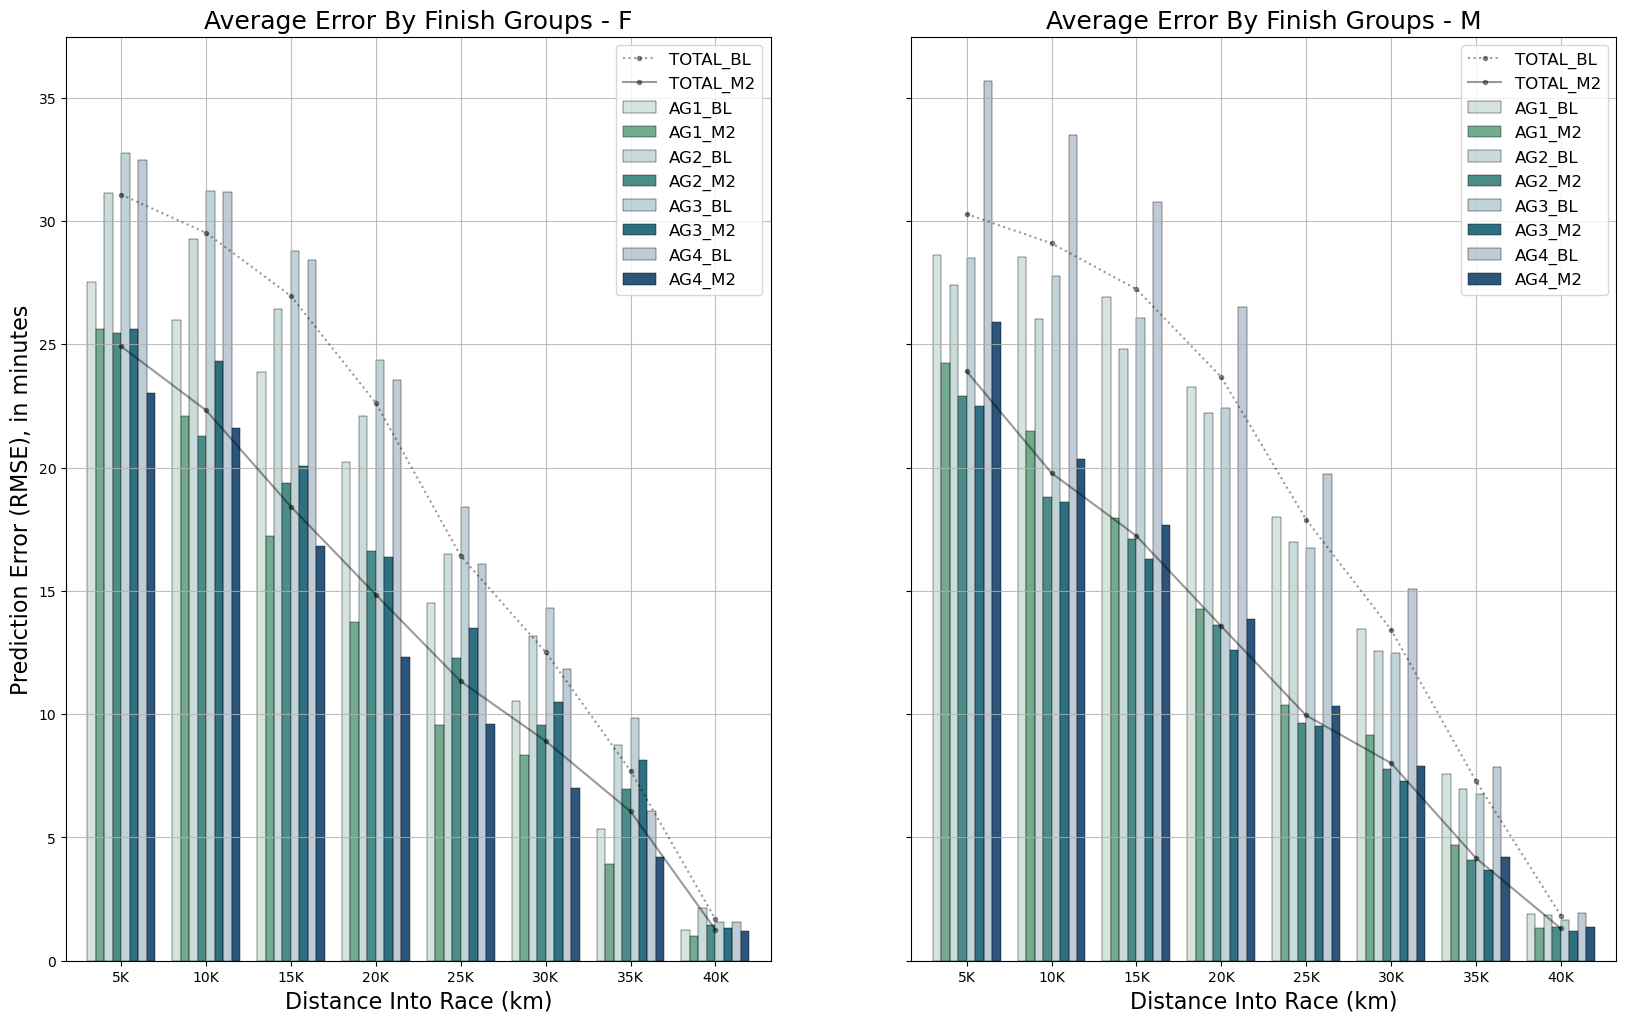 Average Error By Finish Groups - F
Prediction Error (RMSE), in minutes
35
30
25
20
15
10
5
0
TOTAL_BL
TOTAL_M2
AG1_BL
AG1_M2
AG2_BL
AG2_M2
AG3_BL
AG3_M2
AG4_BL
AG4_M2
5K 10K 15K 20K 25K 30K 35K 40K
Distance Into Race (km)
Average Error By Finish Groups - M
TOTAL_BL
TOTAL_M2
AG1_BL
AG1_M2
AG2_BL
AG2_M2
AG3_BL
AG3_M2
AG4_BL
AG4_M2
5K 10K 15K 20K 25K 30K 35K 40K
Distance Into Race (km)